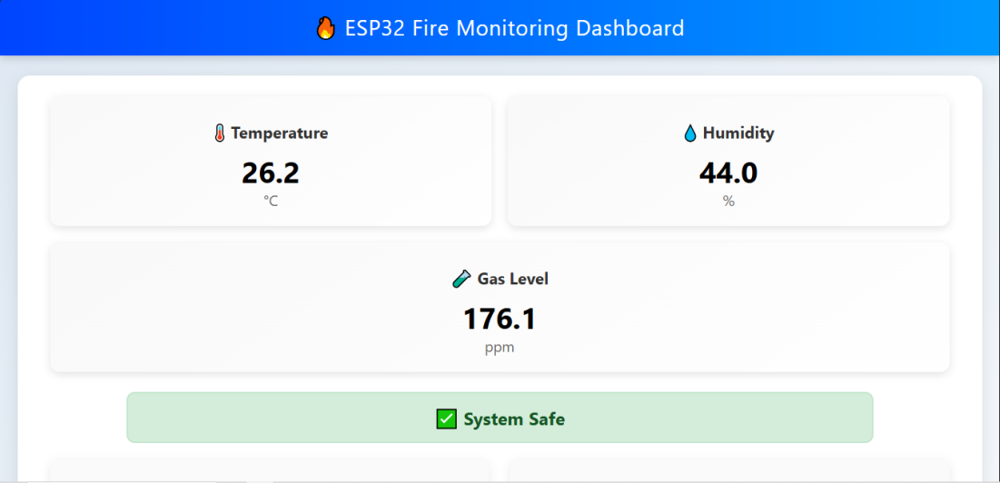 🔥 ESP32 Fire Monitoring Dashboard
🌡️ Temperature
26.2
°C
💧 Humidity
44.0
%
🧪 Gas Level
176.1
ppm
✅ System Safe